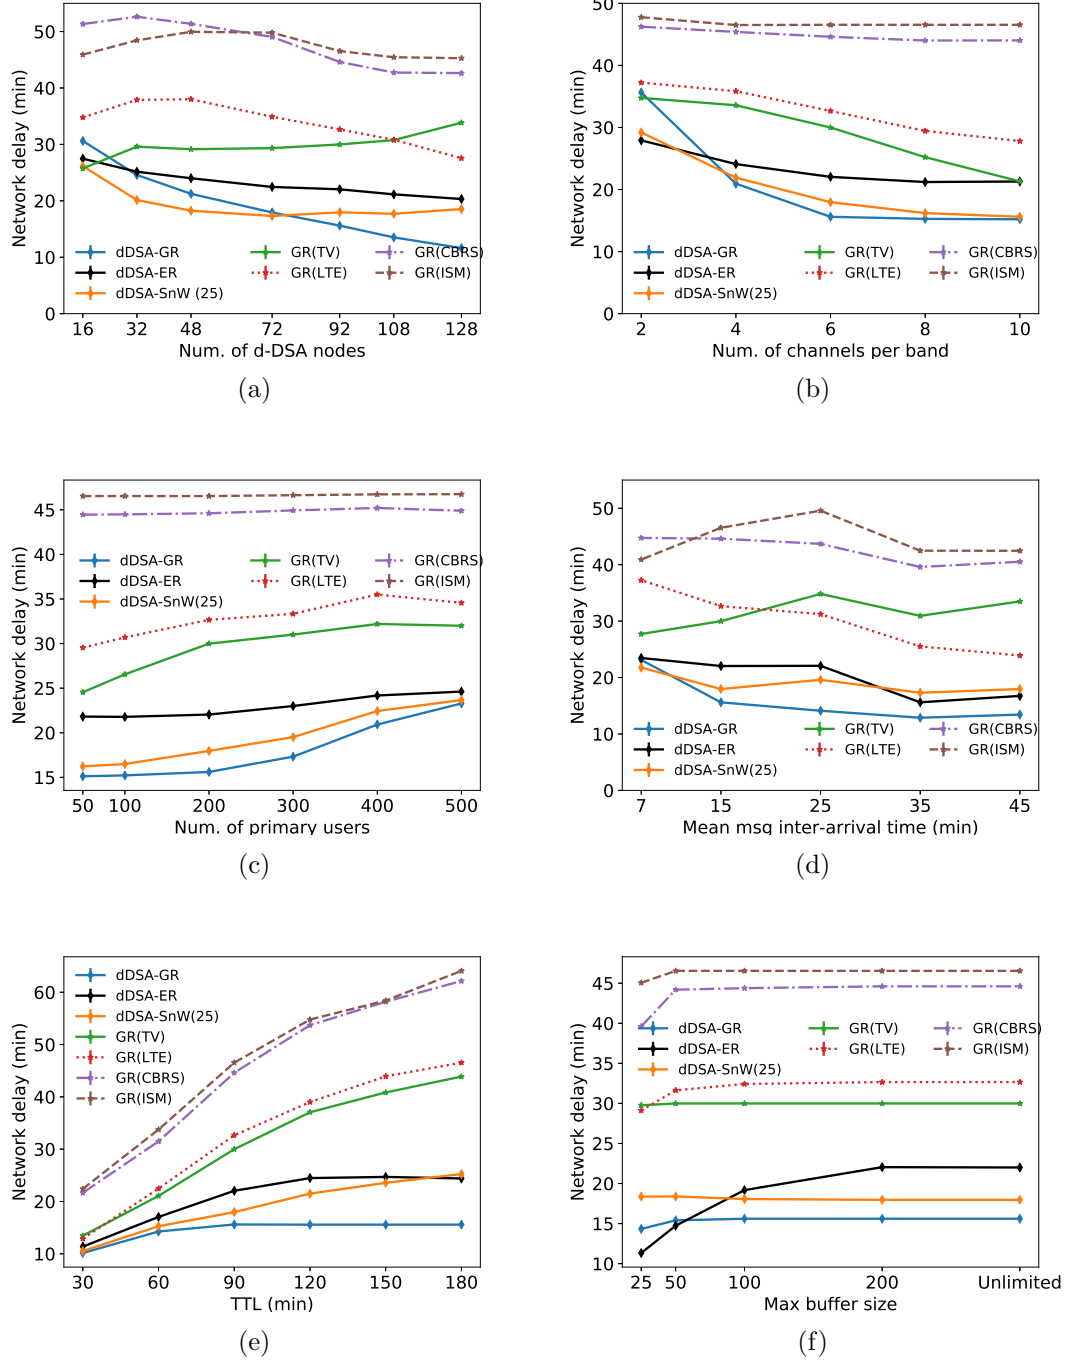 50
40
30
20
10
0
Network delay (min)
dDSA-GR
dDSA-ER
dDSA-SnW (25)
GR(TV)
GR(LTE)
GR(CBRS)
GR(ISM)
16 32 48 72 92 108 128
Num. of d-DSA nodes
(a)
50
40
30
20
10
0
Network delay (min)
dDSA-GR
dDSA-ER
dDSA-SnW(25)
GR(TV)
GR(LTE)
GR(CBRS)
GR(ISM)
2 4 6 8 10
Num. of channels per band
(b)
45
40
35
30
25
20
15
Network delay (min)
dDSA-GR
dDSA-ER
dDSA-SnW(25)
GR(TV)
GR(LTE)
GR(CBRS)
GR(ISM)
50 100 200 300 400 500
Num. of primary users
(c)
50
40
30
20
10
0
Network delay (min)
dDSA-GR
dDSA-ER
dDSA-SnW(25)
GR(TV)
GR(LTE)
GR(CBRS)
GR(ISM)
7 15 25 35 45
Mean msg inter-arrival time (min)
(d)
60
50
40
30
20
10
Network delay (min)
dDSA-GR
dDSA-ER
dDSA-SnW(25)
GR(TV)
GR(LTE)
GR(CBRS)
GR(ISM)
30 60 90 120 150 180
TTL (min)
(e)
45
40
35
30
25
20
15
10
Network delay (min)
dDSA-GR
dDSA-ER
dDSA-SnW(25)
GR(TV)
GR(LTE)
GR(CBRS)
GR(ISM)
25 50 100 200 Unlimited
Max buffer size
(f)